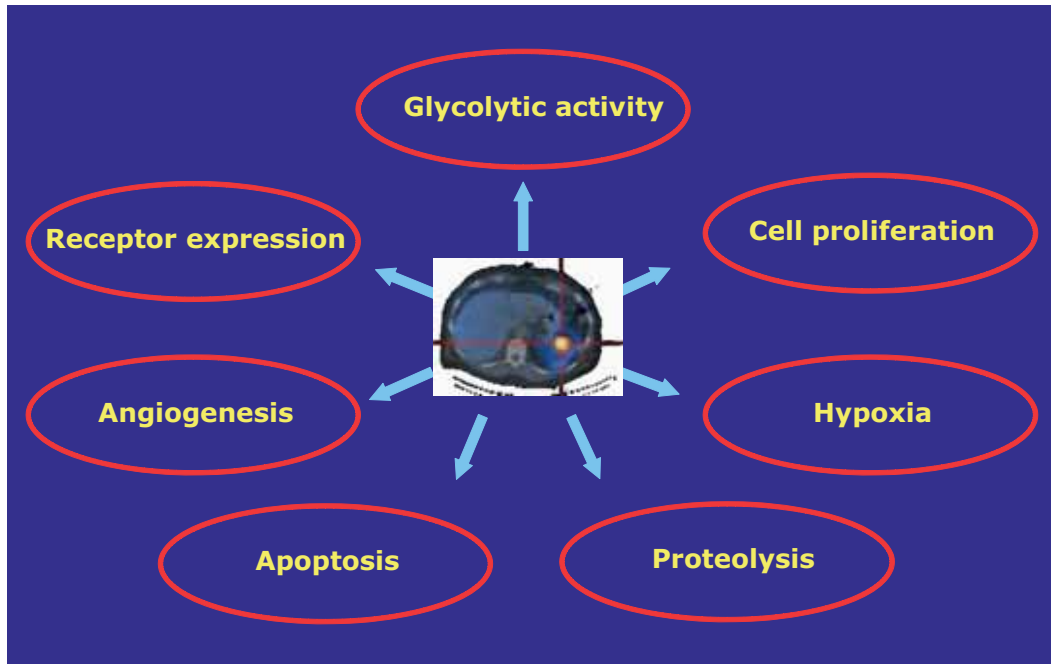 Glycolytic activity
Receptor expression
Cell proliferation
Angiogenesis
Hypoxia
Apoptosis
Proteolysis